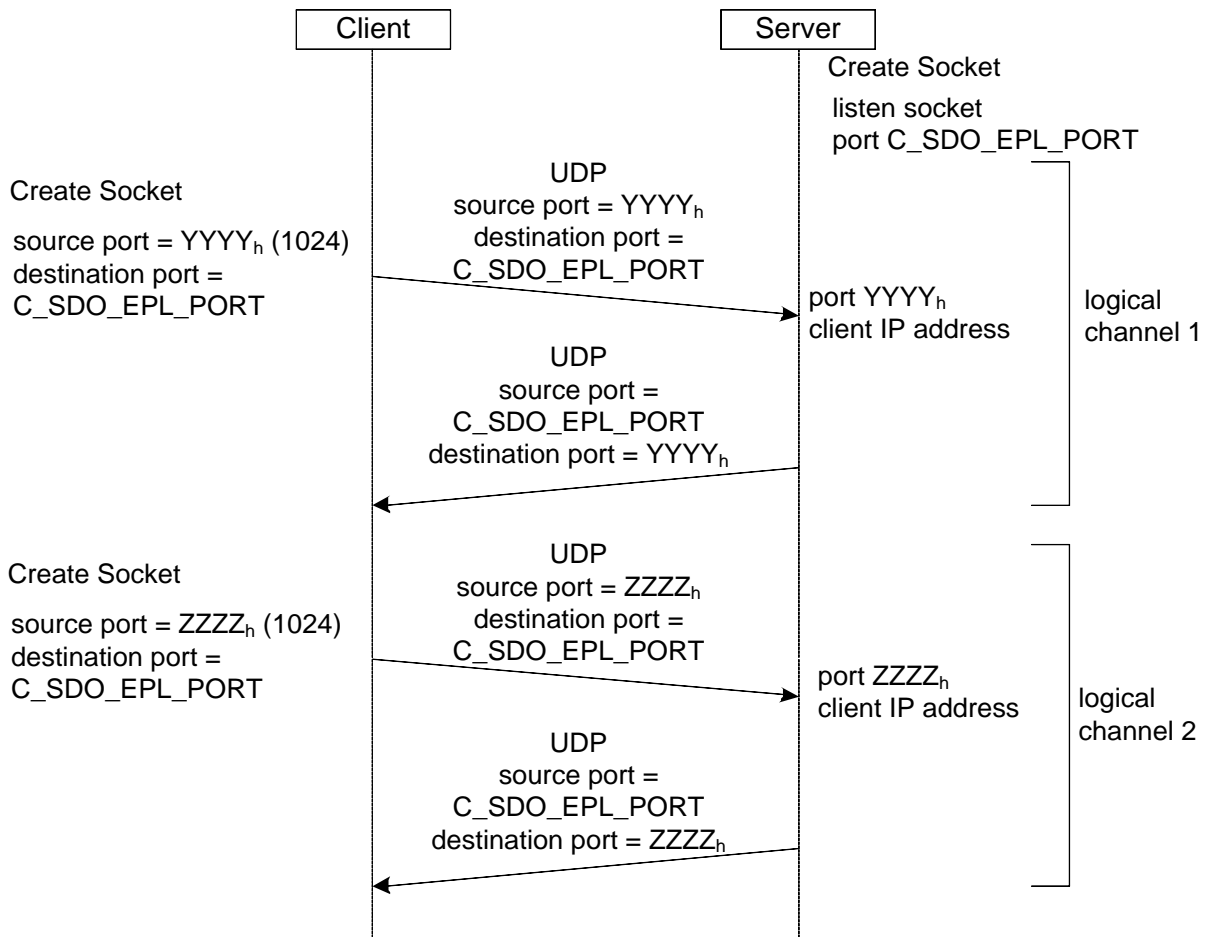 Client
Server
Create Socket
listen socket
port C_SDO_EPL_PORT
Create Socket
source port = YYYYₕ (1024)
destination port =
C_SDO_EPL_PORT
UDP
source port = YYYYₕ
destination port =
C_SDO_EPL_PORT
port YYYYₕ
client IP address
logical
channel 1
UDP
source port =
C_SDO_EPL_PORT
destination port = YYYYₕ
Create Socket
source port = ZZZZₕ (1024)
destination port =
C_SDO_EPL_PORT
UDP
source port = ZZZZₕ
destination port =
C_SDO_EPL_PORT
port ZZZZₕ
client IP address
logical
channel 2
UDP
source port =
C_SDO_EPL_PORT
destination port = ZZZZₕ